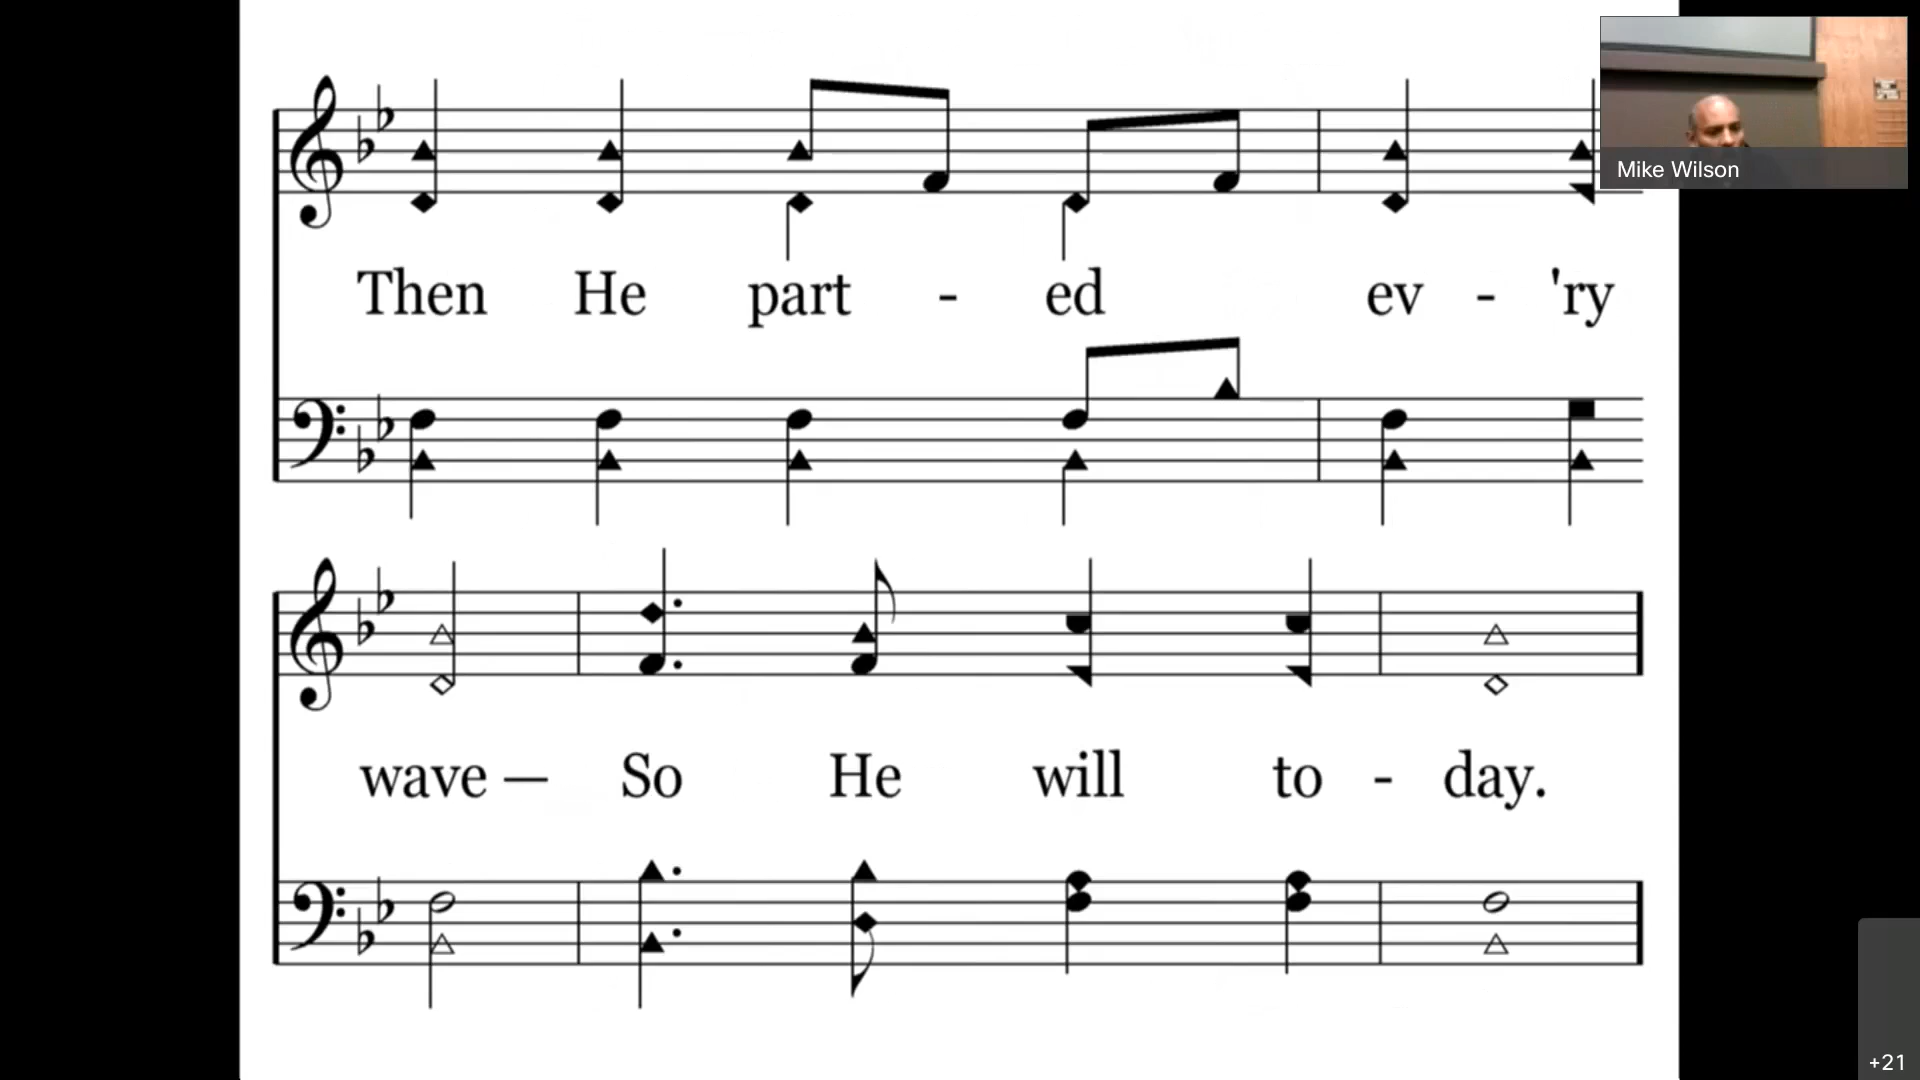 Mike Wilson
Then He part - ed ev - 'ry
wave — So He will to - day.
+21